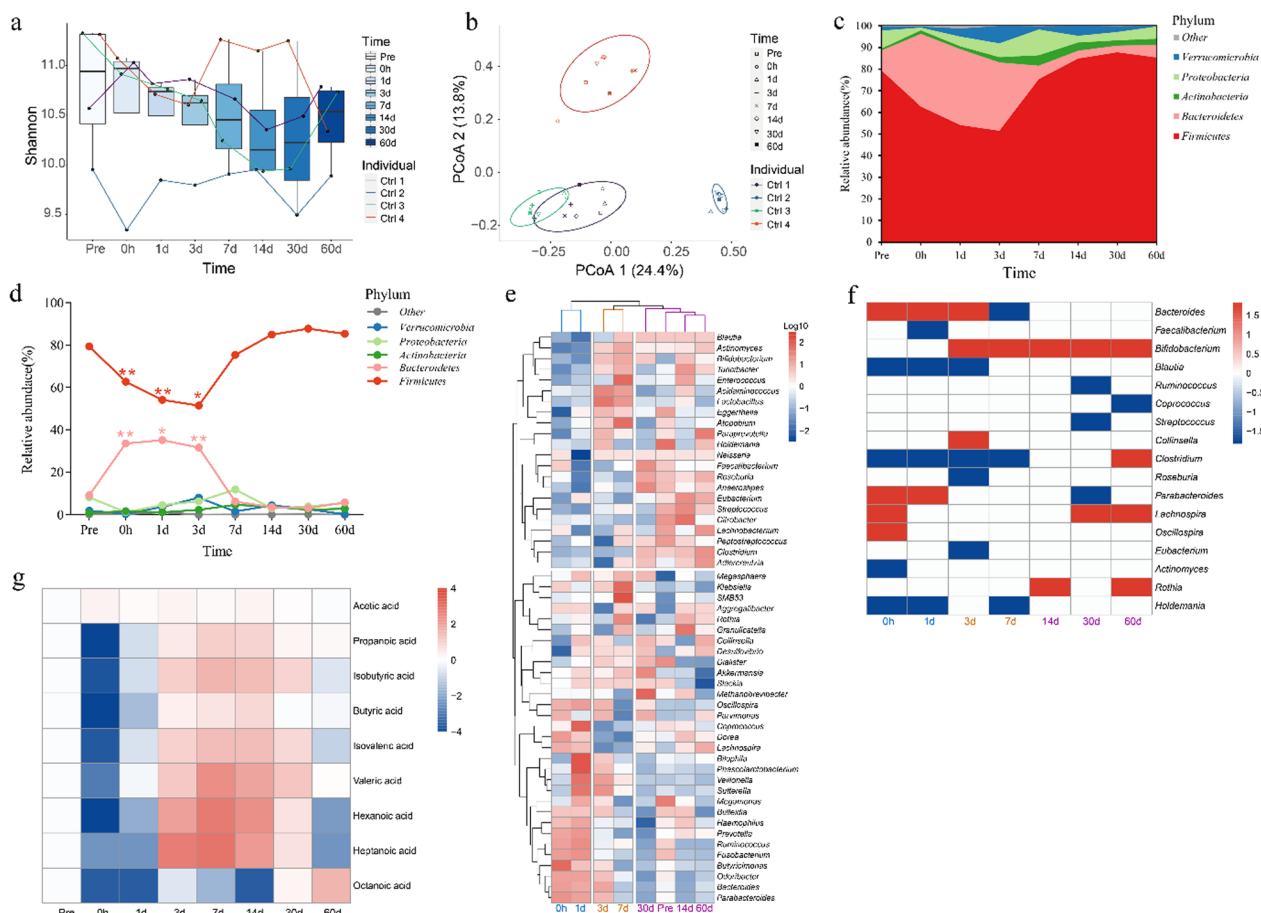 a
Shannon
11.0
10.5
10.0
9.5
Pre
0h
1d
3d
7d
14d
30d
60d
Time
Time
Pre
0h
1d
3d
7d
14d
30d
60d
Individual
Ctrl 1
Ctrl 2
Ctrl 3
Ctrl 4
b
PCoA 2 (13.8%)
0.4
0.2
0.0
−0.2
−0.25
0.00
0.25
0.50
PCoA 1 (24.4%)
Time
Pre
0h
1d
3d
7d
14d
30d
60d
Individual
Ctrl 1
Ctrl 2
Ctrl 3
Ctrl 4
c
Relative abundance(%)
100
90
80
70
60
50
40
30
20
10
0
Pre
0h
1d
3d
7d
14d
30d
60d
Time
Phylum
Other
Verrucomicrobia
Proteobacteria
Actinobacteria
Bacteroidetes
Firmicutes
d
Relative abundance(%)
100
80
60
40
20
0
**
**
*
**
*
**
Pre
0h
1d
3d
7d
14d
30d
60d
Time
Phylum
Other
Verrucomicrobia
Proteobacteria
Actinobacteria
Bacteroidetes
Firmicutes
e
Log10
2
1
0
−1
−2
Blautia
Actinomyces
Bifidobacterium
Turicibacter
Enterococcus
Acidaminococcus
Lactobacillus
Eggerthella
Atopobium
Paraprevotella
Holdemania
Neisseria
Faecalibacterium
Roseburia
Anaerostipes
Eubacterium
Streptococcus
Citrobacter
Lachnobacterium
Peptostreptococcus
Clostridium
Adlercreutzia
Megasphaera
Klebsiella
SMB53
Aggregatibacter
Rothia
Granulicatella
Collinsella
Desulfovibrio
Dialister
Akkermansia
Slackia
Methanobrevibacter
Oscillospira
Parvimonas
Coprococcus
Dorea
Lachnospira
Bilophila
Phascolarctobacterium
Veillonella
Sutterella
Megamonas
Bulleidia
Haemophilus
Prevotella
Ruminococcus
Fusobacterium
Butyricimonas
Odoribacter
Bacteroides
Parabacteroides
0h
1d
3d
7d
30d
Pre
14d
60d
f
Bacteroides
Faecalibacterium
Bifidobacterium
Blautia
Ruminococcus
Coprococcus
Streptococcus
Collinsella
Clostridium
Roseburia
Parabacteroides
Lachnospira
Oscillospira
Eubacterium
Actinomyces
Rothia
Holdemania
0h
1d
3d
7d
14d
30d
60d
1.5
1
0.5
0
−0.5
−1
−1.5
g
Acetic acid
Propanoic acid
Isobutyric acid
Butyric acid
Isovaleric acid
Valeric acid
Hexanoic acid
Heptanoic acid
Octanoic acid
Pre
0h
1d
3d
7d
14d
30d
60d
4
2
0
−2
−4